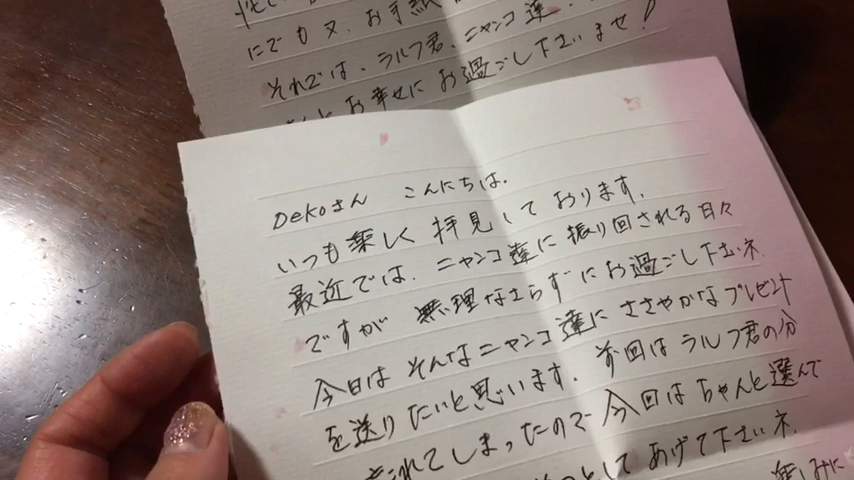 にでも又、お手紙
ニャンコ達、
それでは、ラルフ君、
お幸せにお過ごし下さいませ!
Dekoさん こんにちは。
いつも楽しく拝見しております。
最近では、ニャンコ達に振り回される日々
ですが 無理なさらずにお過ごし下さいネ
今日は そんなニャンコ達に ささやかなプレゼント
を送りたいと思います。前回は ラルフ君の分
されてしまったので 今回は ちゃんと選んで
として あげて下さいネ。
楽しみに